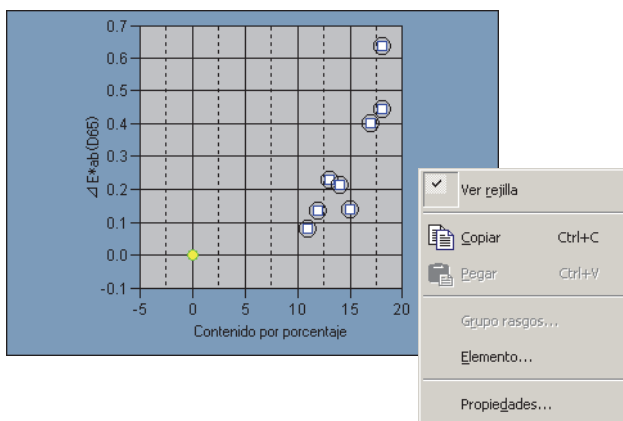 0.7
0.6
0.5
0.4
0.3
0.2
0.1
0.0
-0.1
⊿E*ab(D65)
-5 0 5 10 15 20
Contenido por porcentaje
Ver rejilla
Copiar Ctrl+C
Pegar Ctrl+V
Grupo rasgos...
Elemento...
Propiedades...